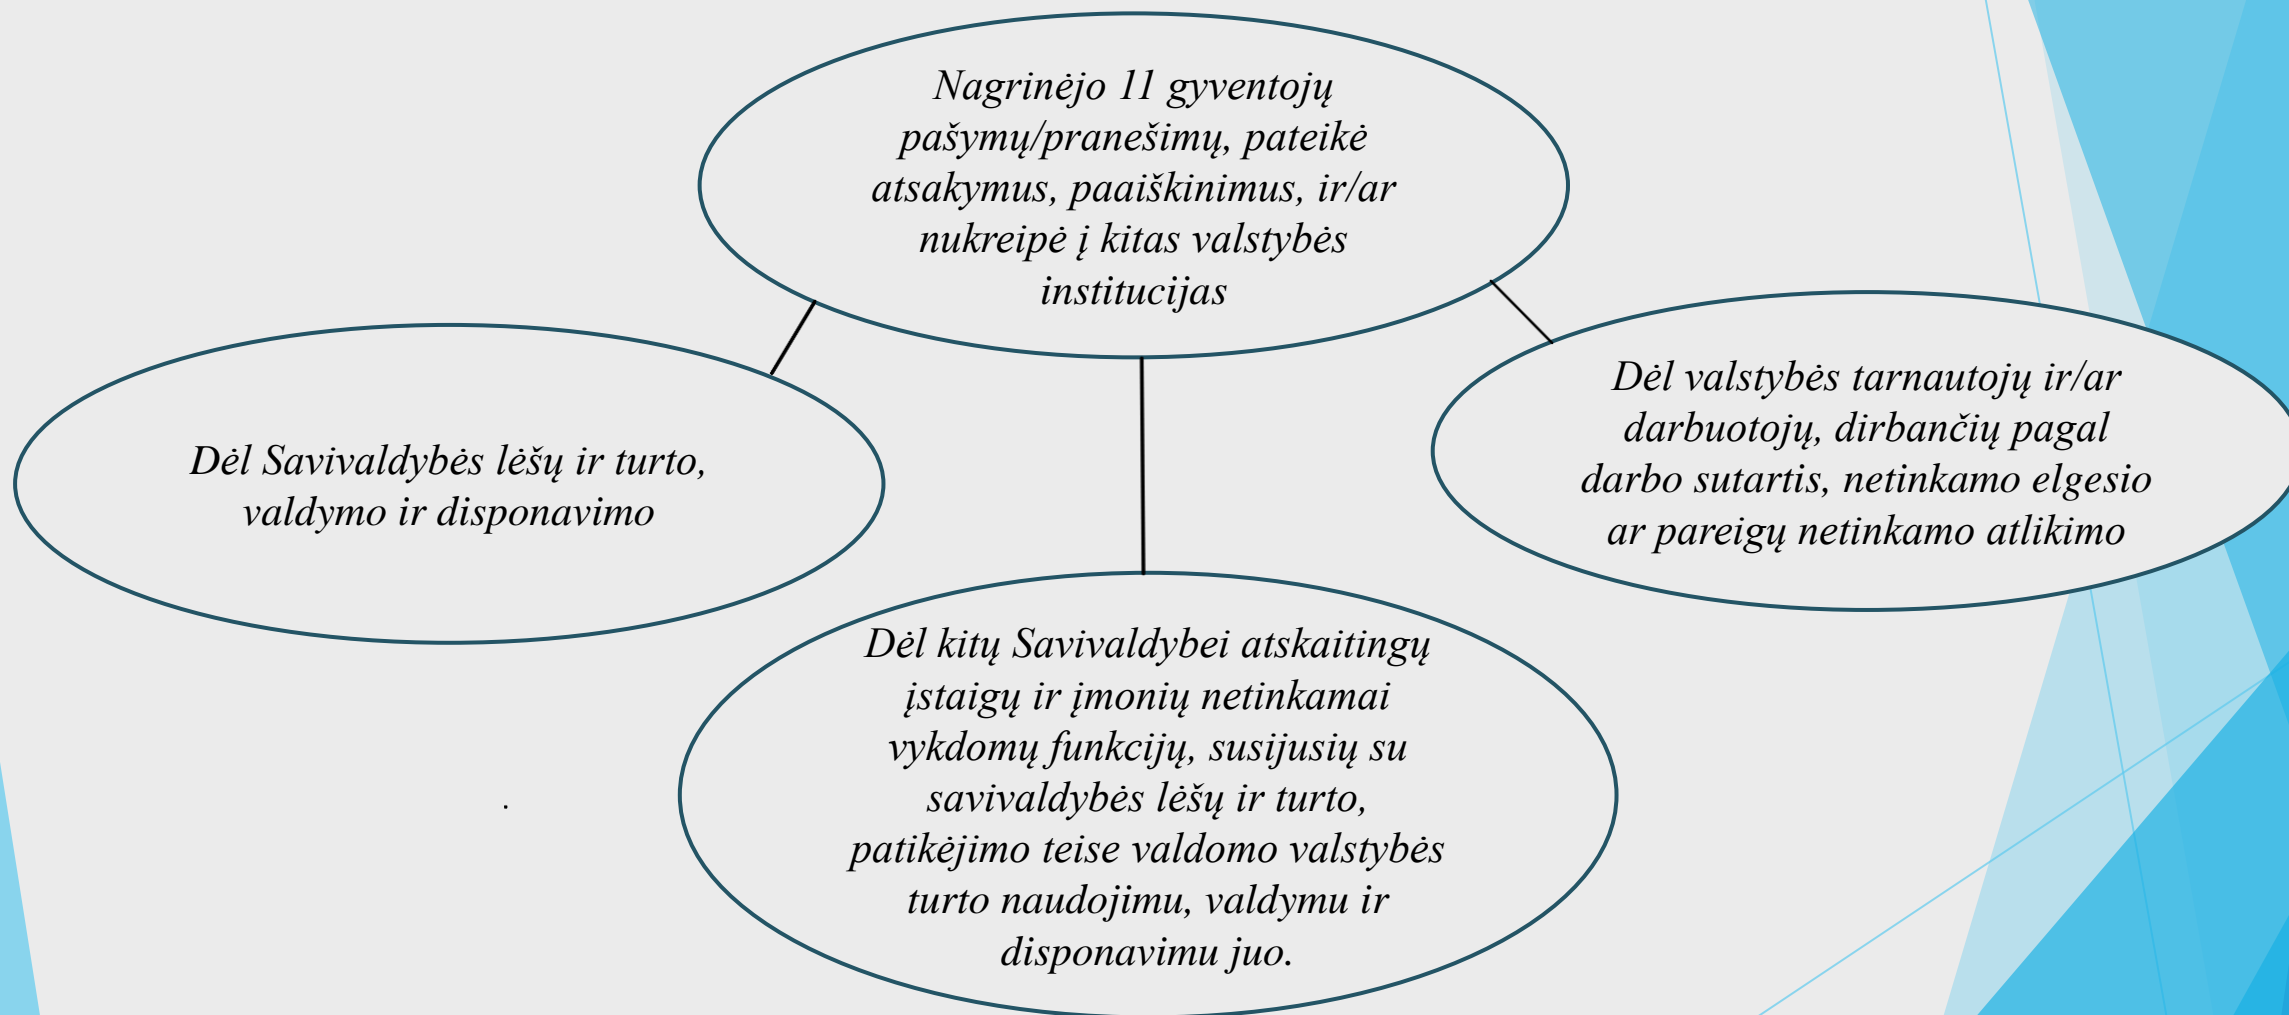 Nagrinėjo 11 gyventojų
pašymų/pranešimų, pateikė
atsakymus, paaiškinimus, ir/ar
nukreipė į kitas valstybės
institucijas
Dėl Savivaldybės lėšų ir turto,
valdymo ir disponavimo
Dėl valstybės tarnautojų ir/ar
darbuotojų, dirbančių pagal
darbo sutartis, netinkamo elgesio
ar pareigų netinkamo atlikimo
Dėl kitų Savivaldybei atskaitingų
įstaigų ir įmonių netinkamai
vykdomų funkcijų, susijusių su
savivaldybės lėšų ir turto,
patikėjimo teise valdomo valstybės
turto naudojimu, valdymu ir
disponavimu juo.
.